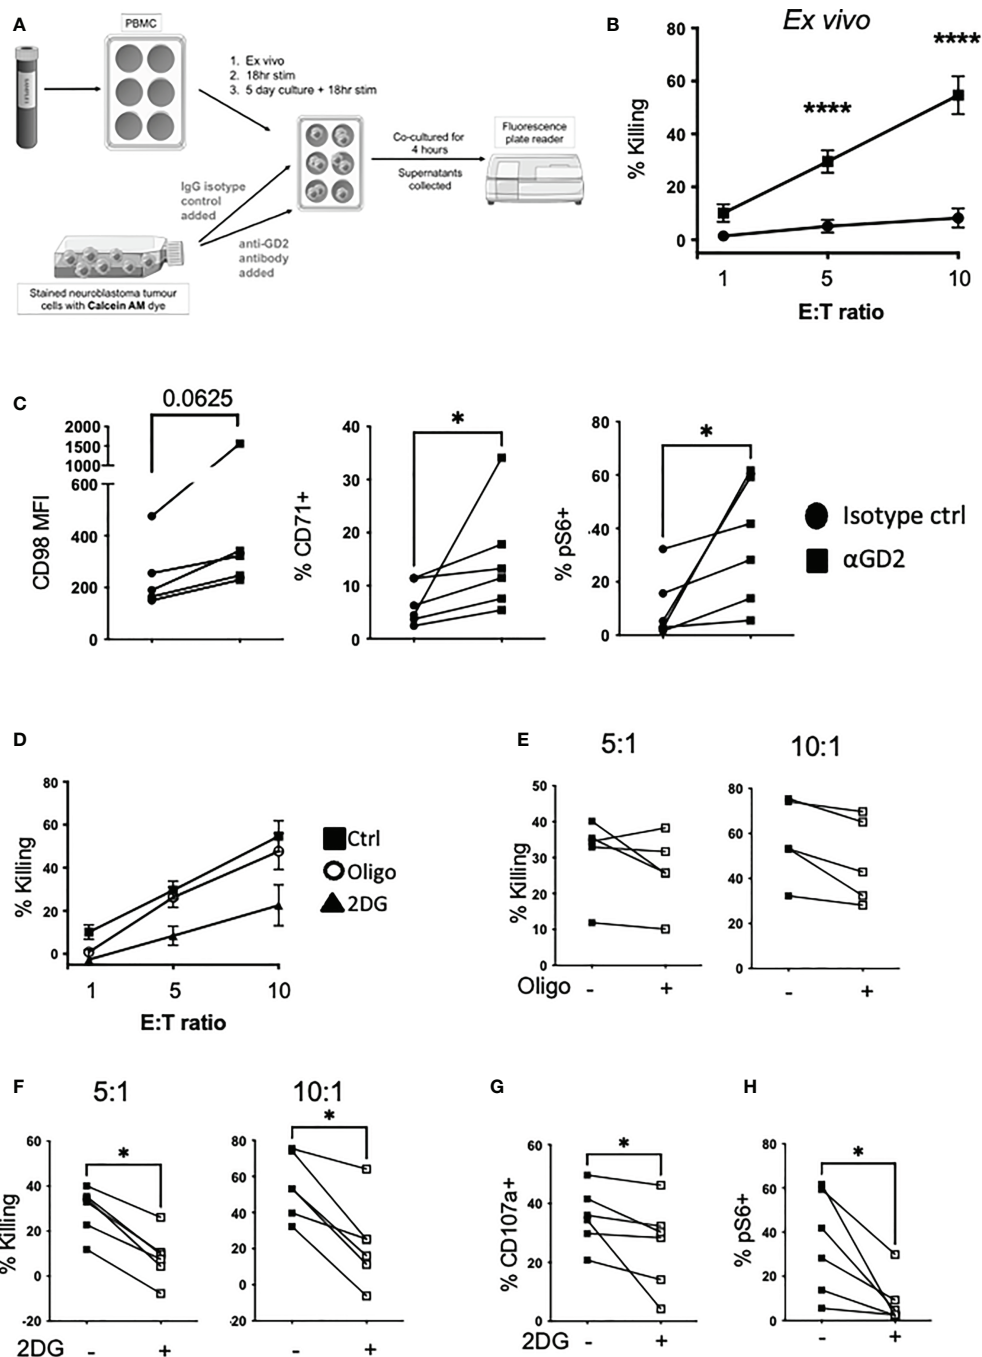 A
PBMC
1. Ex vivo
2. 18hr stim
3. 5 day culture + 18hr stim
IgG isotype
control
added
anti-GD2
antibody
added
Co-cultured for
4 hours
Supernatants
collected
Fluorescence
plate reader
Stained neuroblastoma tumour
cells with Calcein AM dye
B
Ex vivo
% Killing
80
60
40
20
0
****
****
1 5 10
E:T ratio
C
0.0625
CD98 MFI
2000
1500
1000
600
400
200
0
*
% CD71+
40
30
20
10
0
*
% pS6+
80
60
.40
20
0
Isotype ctrl
αGD2
D
% Killing
80
60
40
20
0
1 5 10
E:T ratio
Ctrl
Oligo
2DG
E
5:1
% Killing
50
40
30
20
10
0
Oligo - +
10:1
80
60
40
20
0
- +
F
5:1
*
% Killing
60
40
20
0
-20
2DG - +
10:1
*
80
60
40
20
0
-20
- +
G
*
% CD107a+
60
40
20
0
2DG - +
H
*
% pS6+
80
60
40
20
0
- +